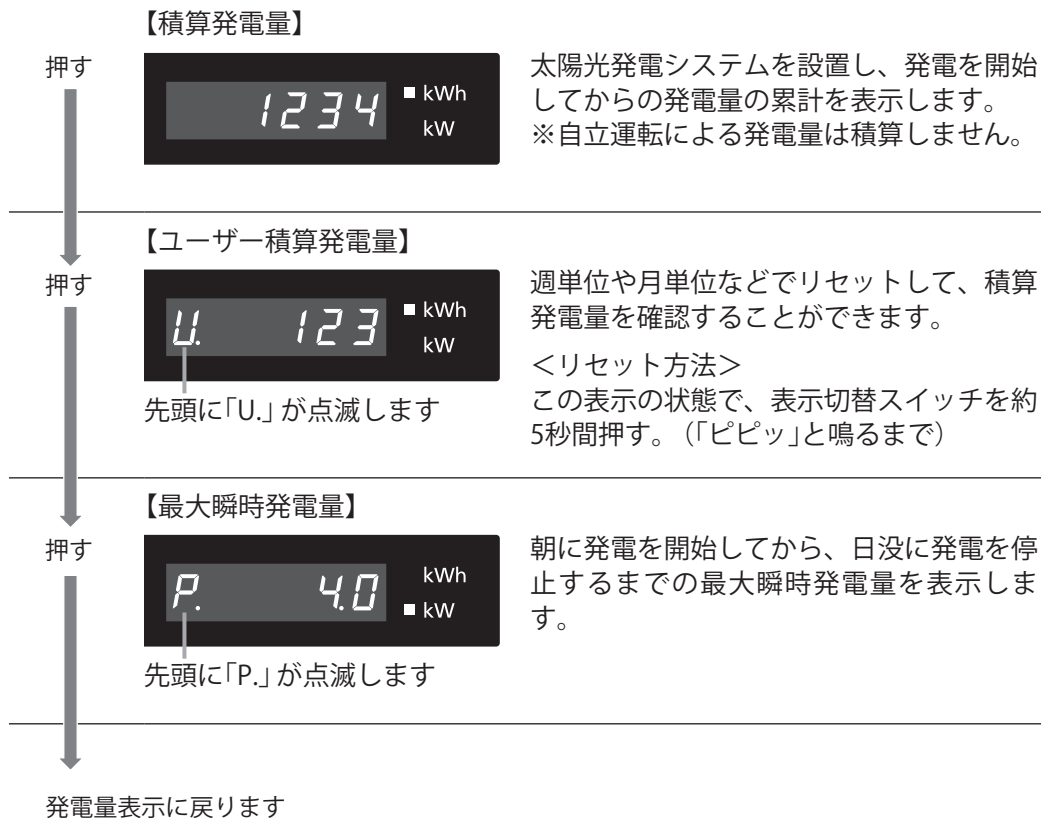 【積算発電量】
押す
1234
kWh
kW
太陽光発電システムを設置し、発電を開始
してからの発電量の累計を表示します。
※自立運転による発電量は積算しません。
【ユーザー積算発電量】
押す
U. 123
kWh
kW
先頭に「U.」が点滅します
週単位や月単位などでリセットして、積算
発電量を確認することができます。
＜リセット方法＞
この表示の状態で、表示切替スイッチを約
5秒間押す。（「ピピッ」と鳴るまで）
【最大瞬時発電量】
押す
P. 4.0
kWh
kW
先頭に「P.」が点滅します
朝に発電を開始してから、日没に発電を停
止するまでの最大瞬時発電量を表示しま
す。
発電量表示に戻ります